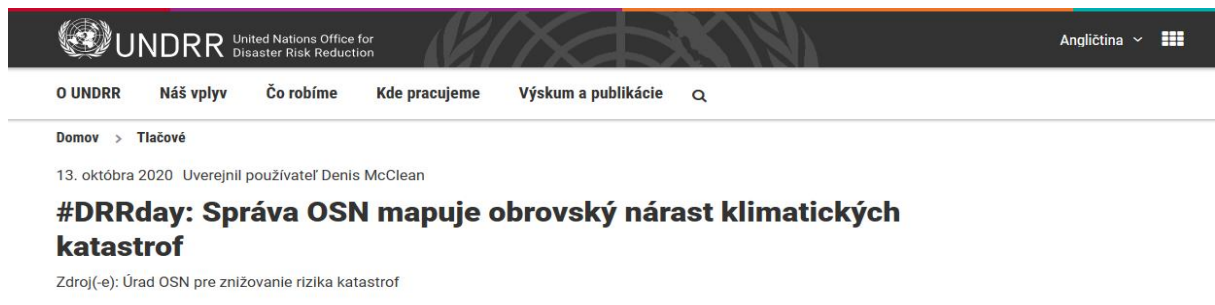 UNDRR United Nations Office for
Disaster Risk Reduction
Angličtina
O UNDRR Náš vplyv Čo robíme Kde pracujeme Výskum a publikácie
Domov > Tlačové
13. októbra 2020 Uverejnil používateľ Denis McClean
#DRRday: Správa OSN mapuje obrovský nárast klimatických
katastrof
Zdroj(-e): Úrad OSN pre znižovanie rizika katastrof